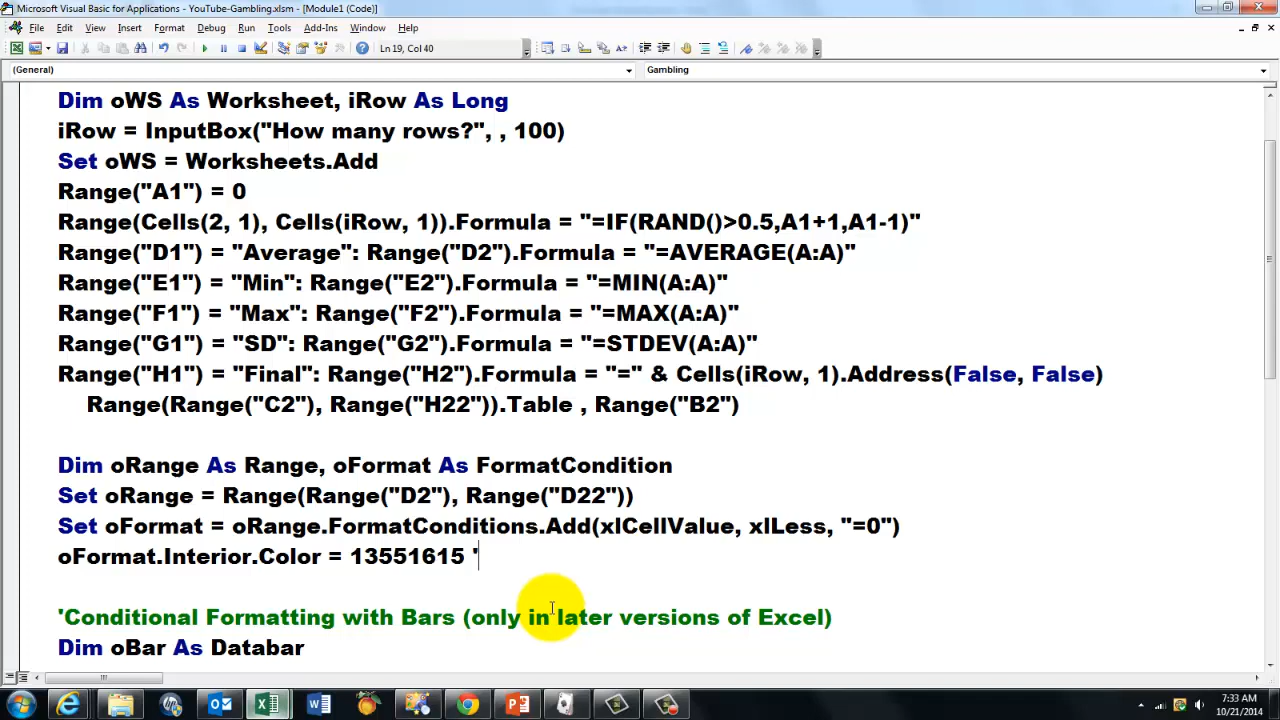 Microsoft Visual Basic for Applications - YouTube-Gambling.xlsm - [Module1 (Code)]
File Edit View Insert Format Debug Run Tools Add-Ins Window Help
Ln 19, Col 40
(General) Gambling
Dim oWS As Worksheet, iRow As Long
iRow = InputBox("How many rows?", , 100)
Set oWS = Worksheets.Add
Range("A1") = 0
Range(Cells(2, 1), Cells(iRow, 1)).Formula = "=IF(RAND()>0.5,A1+1,A1-1)"
Range("D1") = "Average": Range("D2").Formula = "=AVERAGE(A:A)"
Range("E1") = "Min": Range("E2").Formula = "=MIN(A:A)"
Range("F1") = "Max": Range("F2").Formula = "=MAX(A:A)"
Range("G1") = "SD": Range("G2").Formula = "=STDEV(A:A)"
Range("H1") = "Final": Range("H2").Formula = "=" & Cells(iRow, 1).Address(False, False)
Range(Range("C2"), Range("H22")).Table , Range("B2")
Dim oRange As Range, oFormat As FormatCondition
Set oRange = Range(Range("D2"), Range("D22"))
Set oFormat = oRange.FormatConditions.Add(xlCellValue, xlLess, "=0")
oFormat.Interior.Color = 13551615 '
'Conditional Formatting with Bars (only in later versions of Excel)
Dim oBar As Databar
7:33 AM
10/21/2014